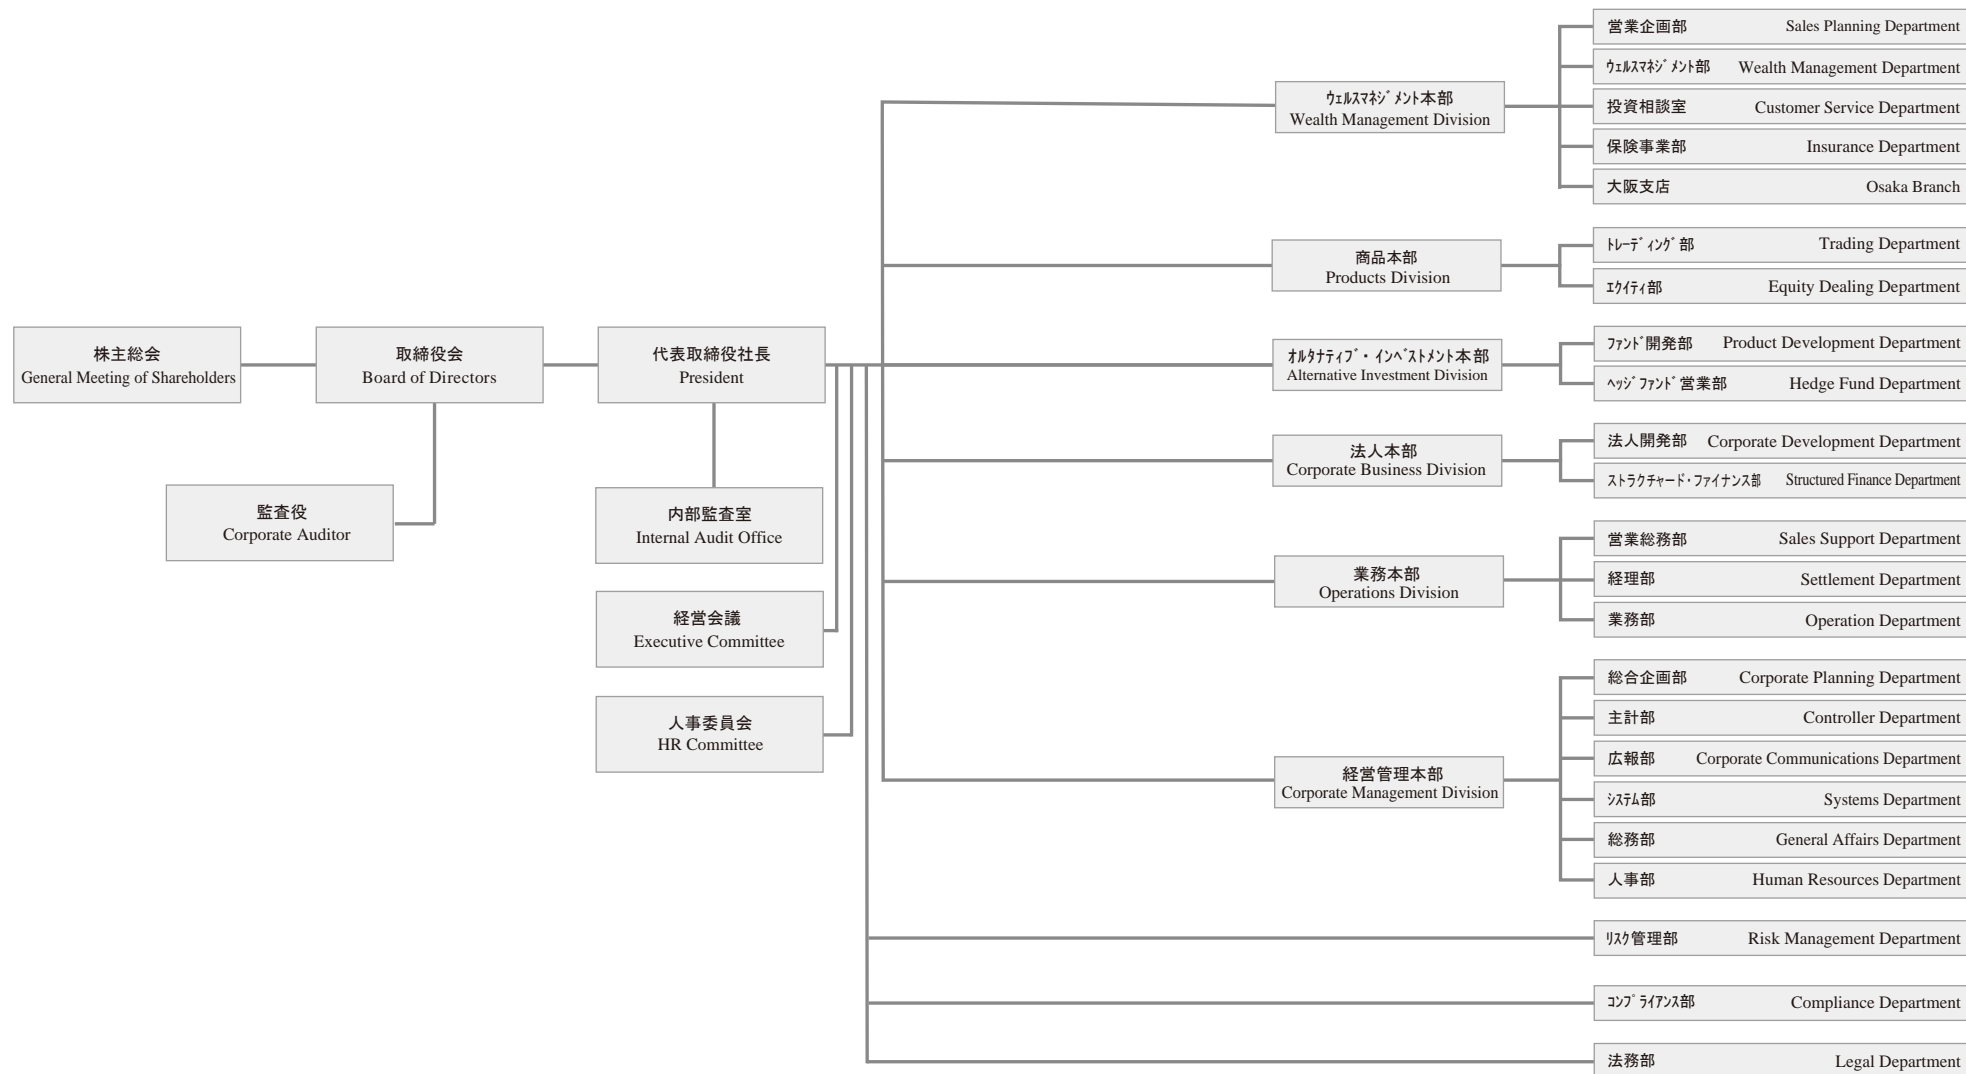 株主総会
General Meeting of Shareholders
取締役会
Board of Directors
代表取締役社長
President
監査役
Corporate Auditor
内部監査室
Internal Audit Office
経営会議
Executive Committee
人事委員会
HR Committee
ｳｪﾙｽﾏﾈｼﾞﾒﾝﾄ本部
Wealth Management Division
営業企画部 Sales Planning Department
ｳｪﾙｽﾏﾈｼﾞﾒﾝﾄ部 Wealth Management Department
投資相談室 Customer Service Department
保険事業部 Insurance Department
大阪支店 Osaka Branch
商品本部
Products Division
ﾄﾚｰﾃﾞｨﾝｸﾞ部 Trading Department
ｴｸｲﾃｨ部 Equity Dealing Department
ｵﾙﾀﾅﾃｨﾌﾞ・ｲﾝﾍﾞｽﾄﾒﾝﾄ本部
Alternative Investment Division
ﾌｧﾝﾄﾞ開発部 Product Development Department
ﾍｯｼﾞﾌｧﾝﾄﾞ営業部 Hedge Fund Department
法人本部
Corporate Business Division
法人開発部 Corporate Development Department
ストラクチャード・ファイナンス部 Structured Finance Department
業務本部
Operations Division
営業総務部 Sales Support Department
経理部 Settlement Department
業務部 Operation Department
経営管理本部
Corporate Management Division
総合企画部 Corporate Planning Department
主計部 Controller Department
広報部 Corporate Communications Department
ｼｽﾃﾑ部 Systems Department
総務部 General Affairs Department
人事部 Human Resources Department
ﾘｽｸ管理部 Risk Management Department
ｺﾝﾌﾟﾗｲｱﾝｽ部 Compliance Department
法務部 Legal Department